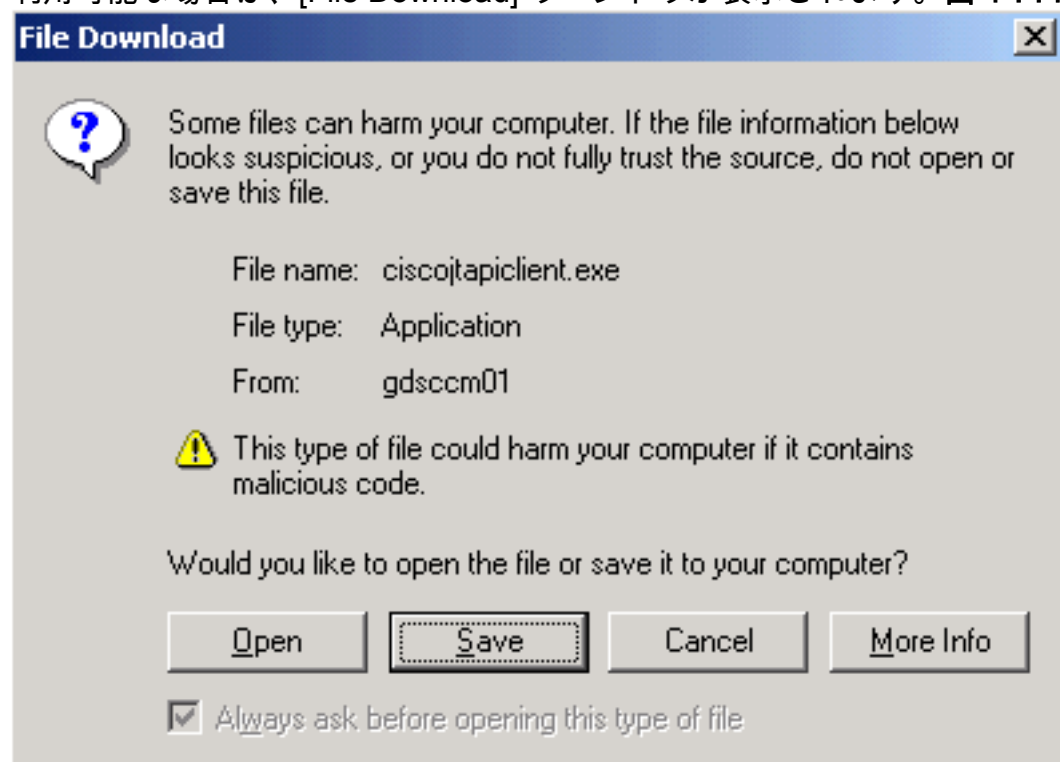 File Download
Some files can harm your computer. If the file information below
looks suspicious, or you do not fully trust the source, do not open or
save this file.
File name: ciscojtapiclient.exe
File type: Application
From: gdsccm01
This type of file could harm your computer if it contains
malicious code.
Would you like to open the file or save it to your computer?
Open Save Cancel More Info
Always ask before opening this type of file